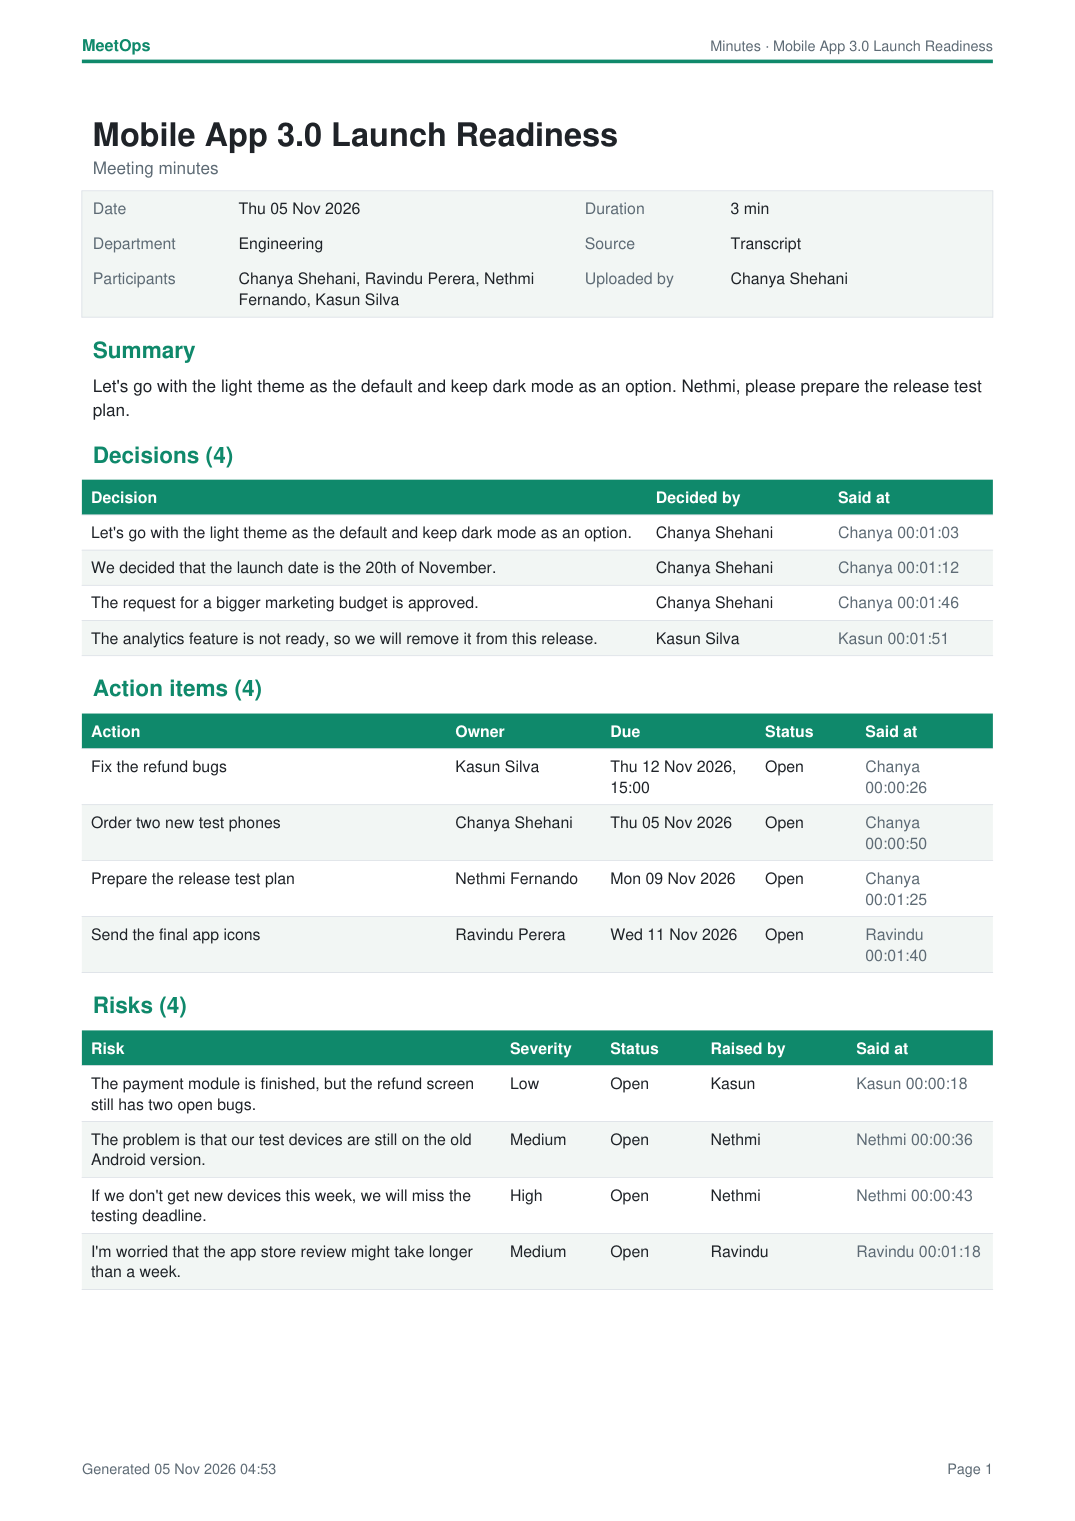 MeetOps
Minutes · Mobile App 3.0 Launch Readiness
Mobile App 3.0 Launch Readiness
Meeting minutes
Date Thu 05 Nov 2026 Duration 3 min
Department Engineering Source Transcript
Participants Chanya Shehani, Ravindu Perera, Nethmi Uploaded by Chanya Shehani
Fernando, Kasun Silva
Summary
Let's go with the light theme as the default and keep dark mode as an option. Nethmi, please prepare the release test
plan.
Decisions (4)
Decision Decided by Said at
Let's go with the light theme as the default and keep dark mode as an option. Chanya Shehani Chanya 00:01:03
We decided that the launch date is the 20th of November. Chanya Shehani Chanya 00:01:12
The request for a bigger marketing budget is approved. Chanya Shehani Chanya 00:01:46
The analytics feature is not ready, so we will remove it from this release. Kasun Silva Kasun 00:01:51
Action items (4)
Action Owner Due Status Said at
Fix the refund bugs Kasun Silva Thu 12 Nov 2026, Open Chanya
15:00 00:00:26
Order two new test phones Chanya Shehani Thu 05 Nov 2026 Open Chanya
00:00:50
Prepare the release test plan Nethmi Fernando Mon 09 Nov 2026 Open Chanya
00:01:25
Send the final app icons Ravindu Perera Wed 11 Nov 2026 Open Ravindu
00:01:40
Risks (4)
Risk Severity Status Raised by Said at
The payment module is finished, but the refund screen Low Open Kasun Kasun 00:00:18
still has two open bugs.
The problem is that our test devices are still on the old Medium Open Nethmi Nethmi 00:00:36
Android version.
If we don't get new devices this week, we will miss the High Open Nethmi Nethmi 00:00:43
testing deadline.
I'm worried that the app store review might take longer Medium Open Ravindu Ravindu 00:01:18
than a week.
Generated 05 Nov 2026 04:53 Page 1